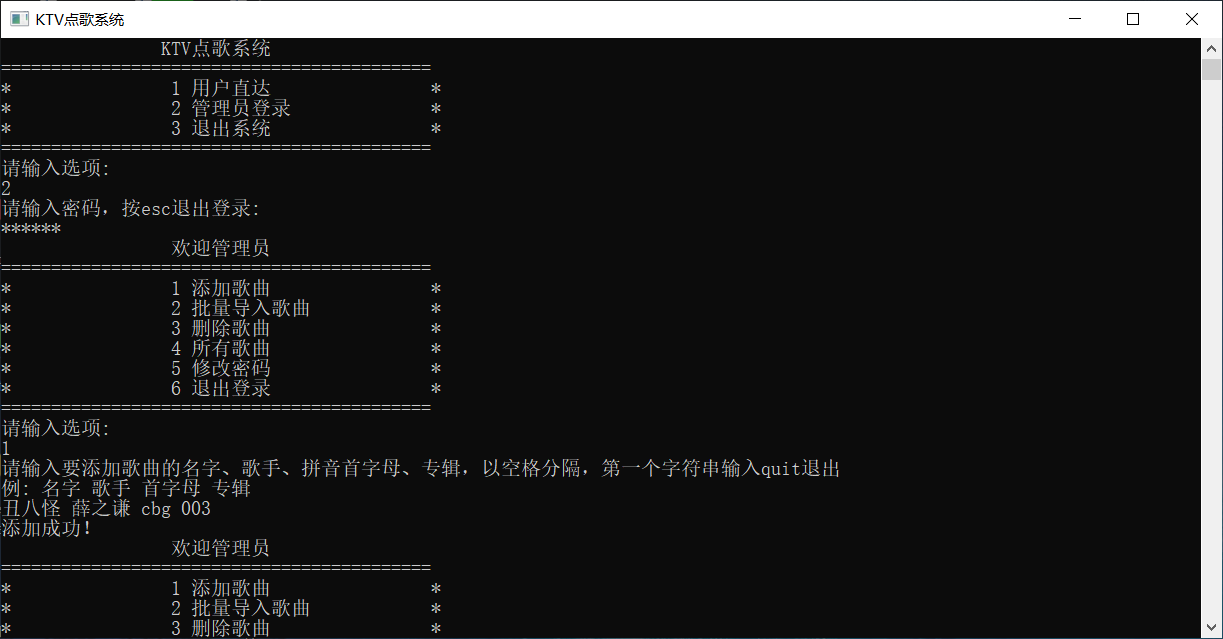 KTV点歌系统
KTV点歌系统
===========================================
* 1 用户直达 *
* 2 管理员登录 *
* 3 退出系统 *
===========================================
请输入选项:
2
请输入密码，按esc退出登录:
******
欢迎管理员
===========================================
* 1 添加歌曲 *
* 2 批量导入歌曲 *
* 3 删除歌曲 *
* 4 所有歌曲 *
* 5 修改密码 *
* 6 退出登录 *
===========================================
请输入选项:
1
请输入要添加歌曲的名字、歌手、拼音首字母、专辑，以空格分隔，第一个字符串输入quit退出
例: 名字 歌手 首字母 专辑
丑八怪 薛之谦 cbg 003
添加成功!
欢迎管理员
===========================================
* 1 添加歌曲 *
* 2 批量导入歌曲 *
* 3 删除歌曲 *